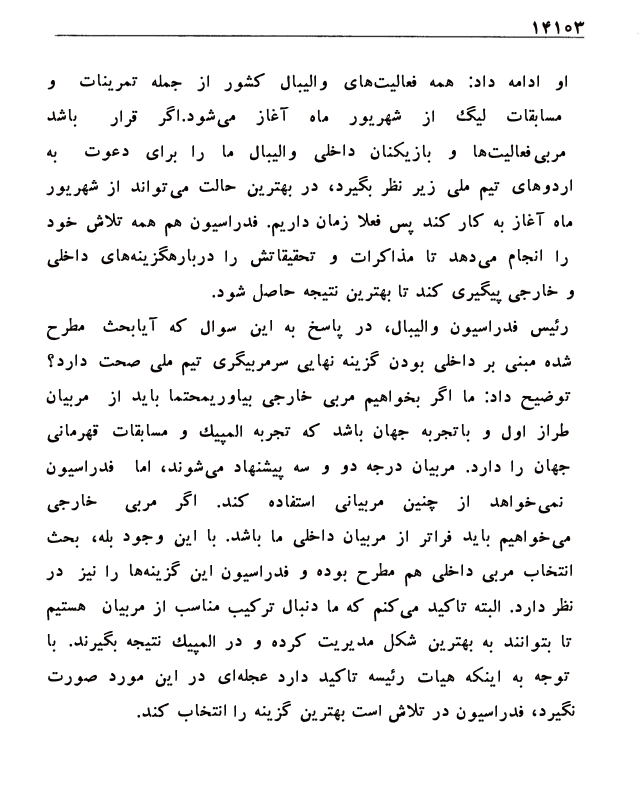 ۱۴۱۰۳
او ادامه داد: همه فعالیت‌های والیبال کشور از جمله تمرینات و
مسابقات لیگ از شهریور ماه آغاز می‌شود.اگر قرار باشد
مربی‌فعالیت‌ها و بازیکنان داخلی والیبال ما را برای دعوت به
اردوهای تیم ملی زیر نظر بگیرد، در بهترین حالت می‌تواند از شهریور
ماه آغاز به کار کند پس فعلا زمان داریم. فدراسیون هم همه تلاش خود
را انجام می‌دهد تا مذاکرات و تحقیقاتش را دربارهگزینه‌های داخلی
و خارجی پیگیری کند تا بهترین نتیجه حاصل شود.
رئیس فدراسیون والیبال، در پاسخ به این سوال که آیابحث مطرح
شده مبنی بر داخلی بودن گزینه نهایی سرمربیگری تیم ملی صحت دارد؟
توضیح داد: ما اگر بخواهیم مربی خارجی بیاوریمحتما باید از مربیان
طراز اول و باتجربه جهان باشد که تجربه المپیک و مسابقات قهرمانی
جهان را دارد. مربیان درجه دو و سه پیشنهاد می‌شوند، اما فدراسیون
نمی‌خواهد از چنین مربیانی استفاده کند. اگر مربی خارجی
می‌خواهیم باید فراتر از مربیان داخلی ما باشد. با این وجود بله، بحث
انتخاب مربی داخلی هم مطرح بوده و فدراسیون این گزینه‌ها را نیز در
نظر دارد. البته تاکید می‌کنم که ما دنبال ترکیب مناسب از مربیان هستیم
تا بتوانند به بهترین شکل مدیریت کرده و در المپیک نتیجه بگیرند. با
توجه به اینکه هیات رئیسه تاکید دارد عجله‌ای در این مورد صورت
نگیرد، فدراسیون در تلاش است بهترین گزینه را انتخاب کند.